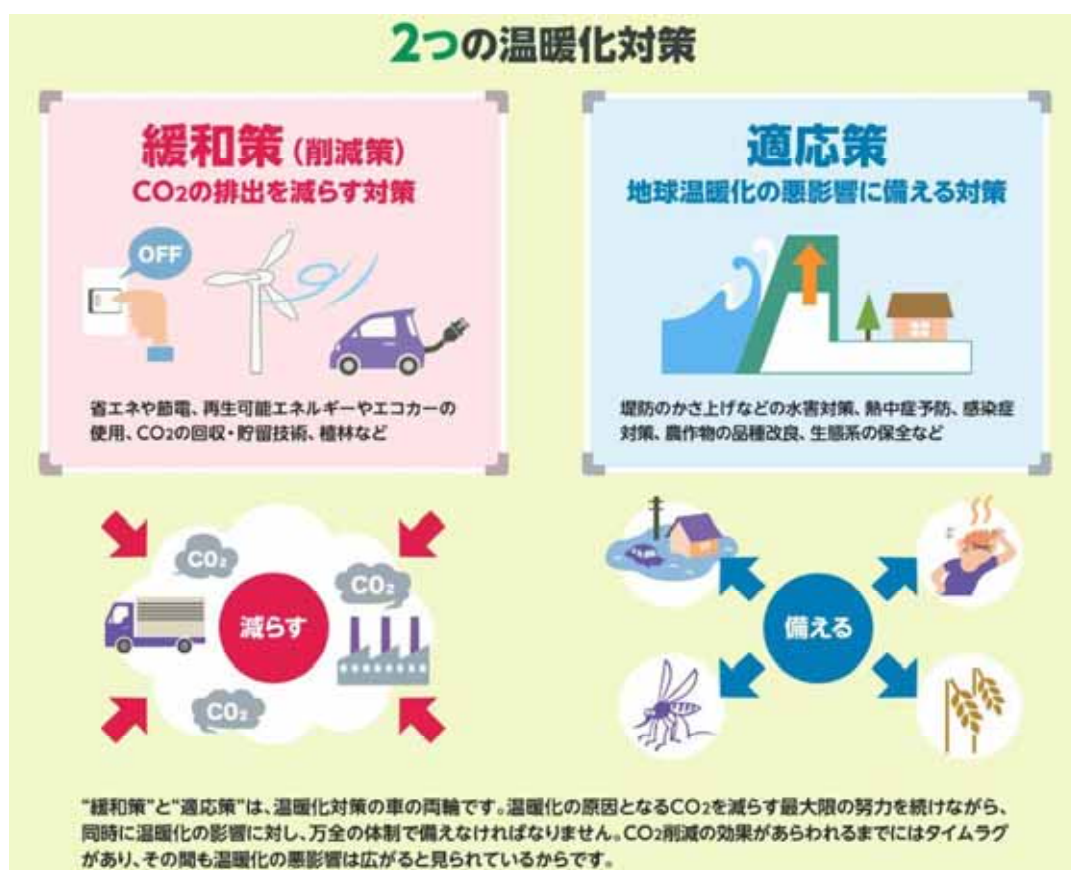 2つの温暖化対策
緩和策(削減策)
CO2の排出を減らす対策
OFF
省エネや節電、再生可能エネルギーやエコカーの
使用、CO2の回収・貯留技術、植林など
適応策
地球温暖化の悪影響に備える対策
堤防のかさ上げなどの水害対策、熱中症予防、感染症
対策、農作物の品種改良、生態系の保全など
CO2
CO2
減らす
CO2
備える
"緩和策"と"適応策"は、温暖化対策の車の両輪です。温暖化の原因となるCO2を減らす最大限の努力を続けながら、
同時に温暖化の影響に対し、万全の体制で備えなければなりません。CO2削減の効果があらわれるまでにはタイムラグ
があり、その間も温暖化の悪影響は広がると見られているからです。